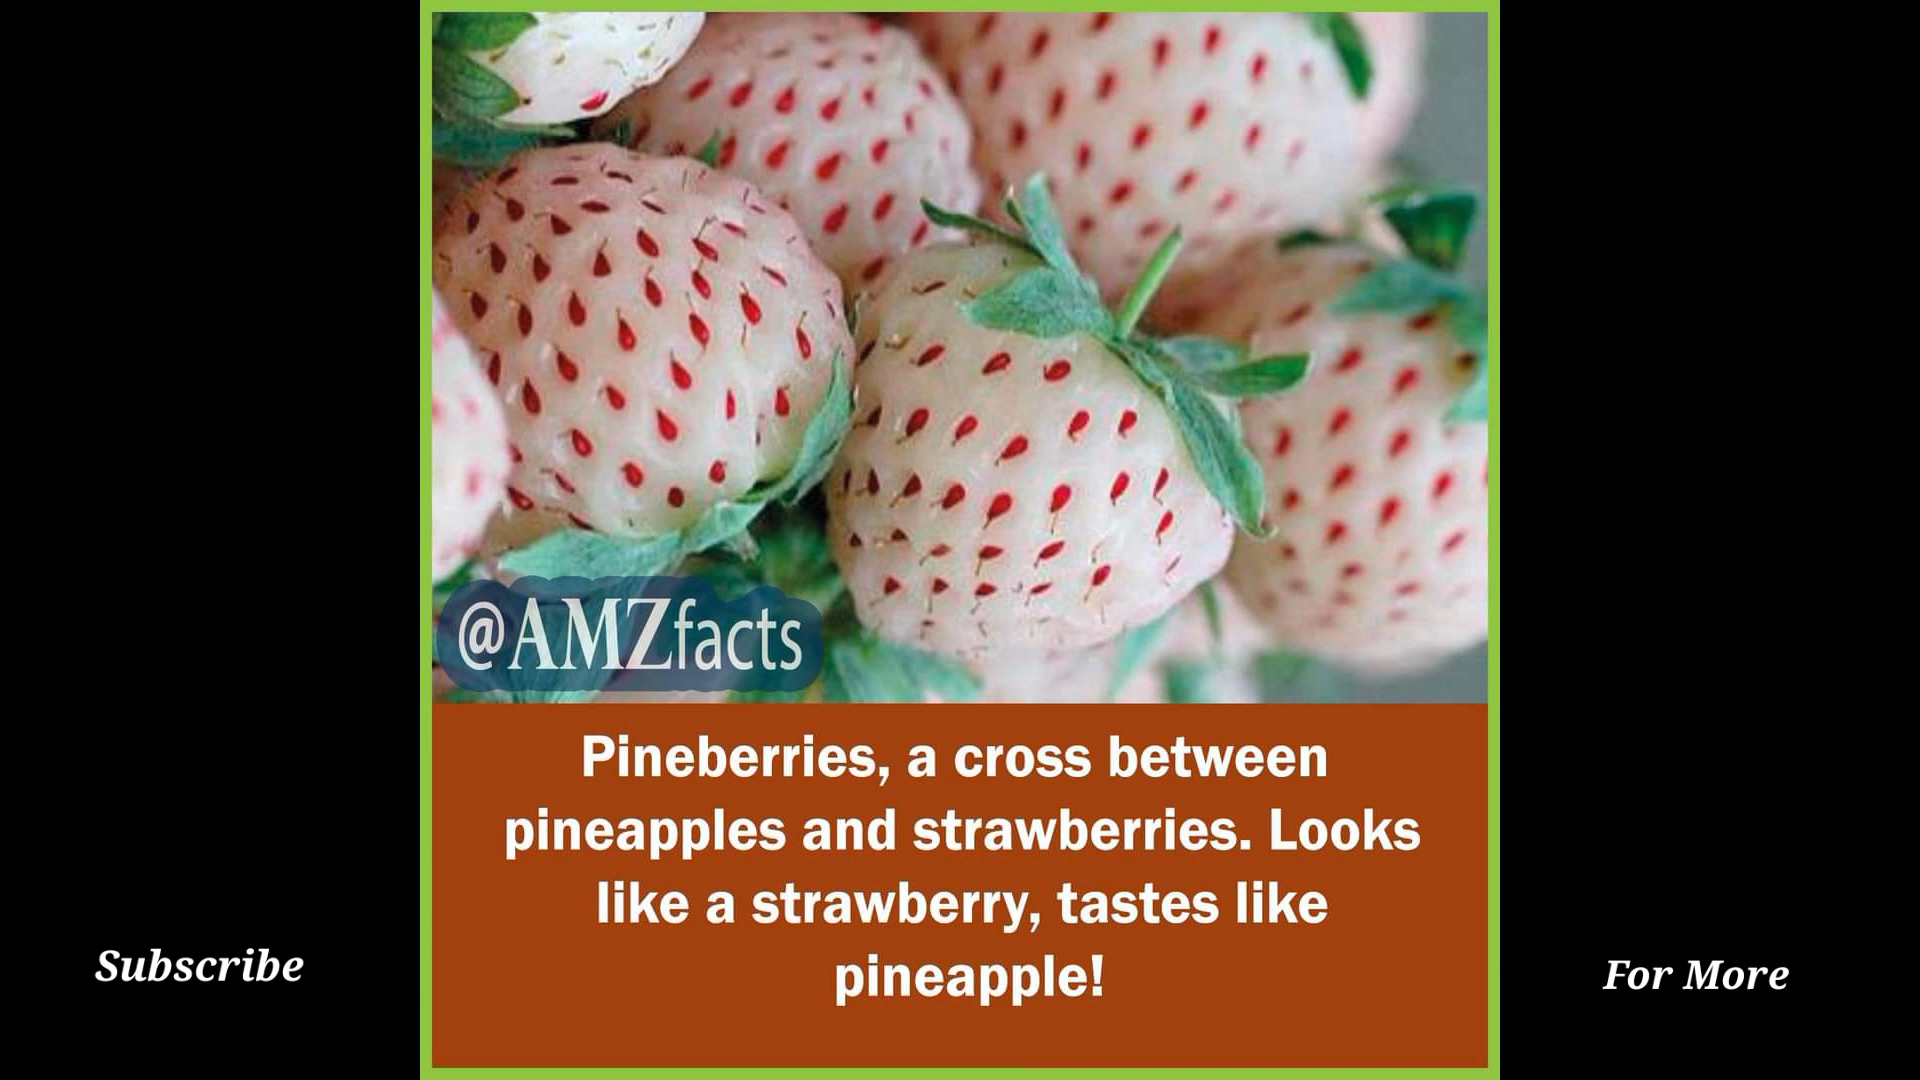 @AMZfacts
Pineberries, a cross between
pineapples and strawberries. Looks
like a strawberry, tastes like
pineapple!
Subscribe
For More